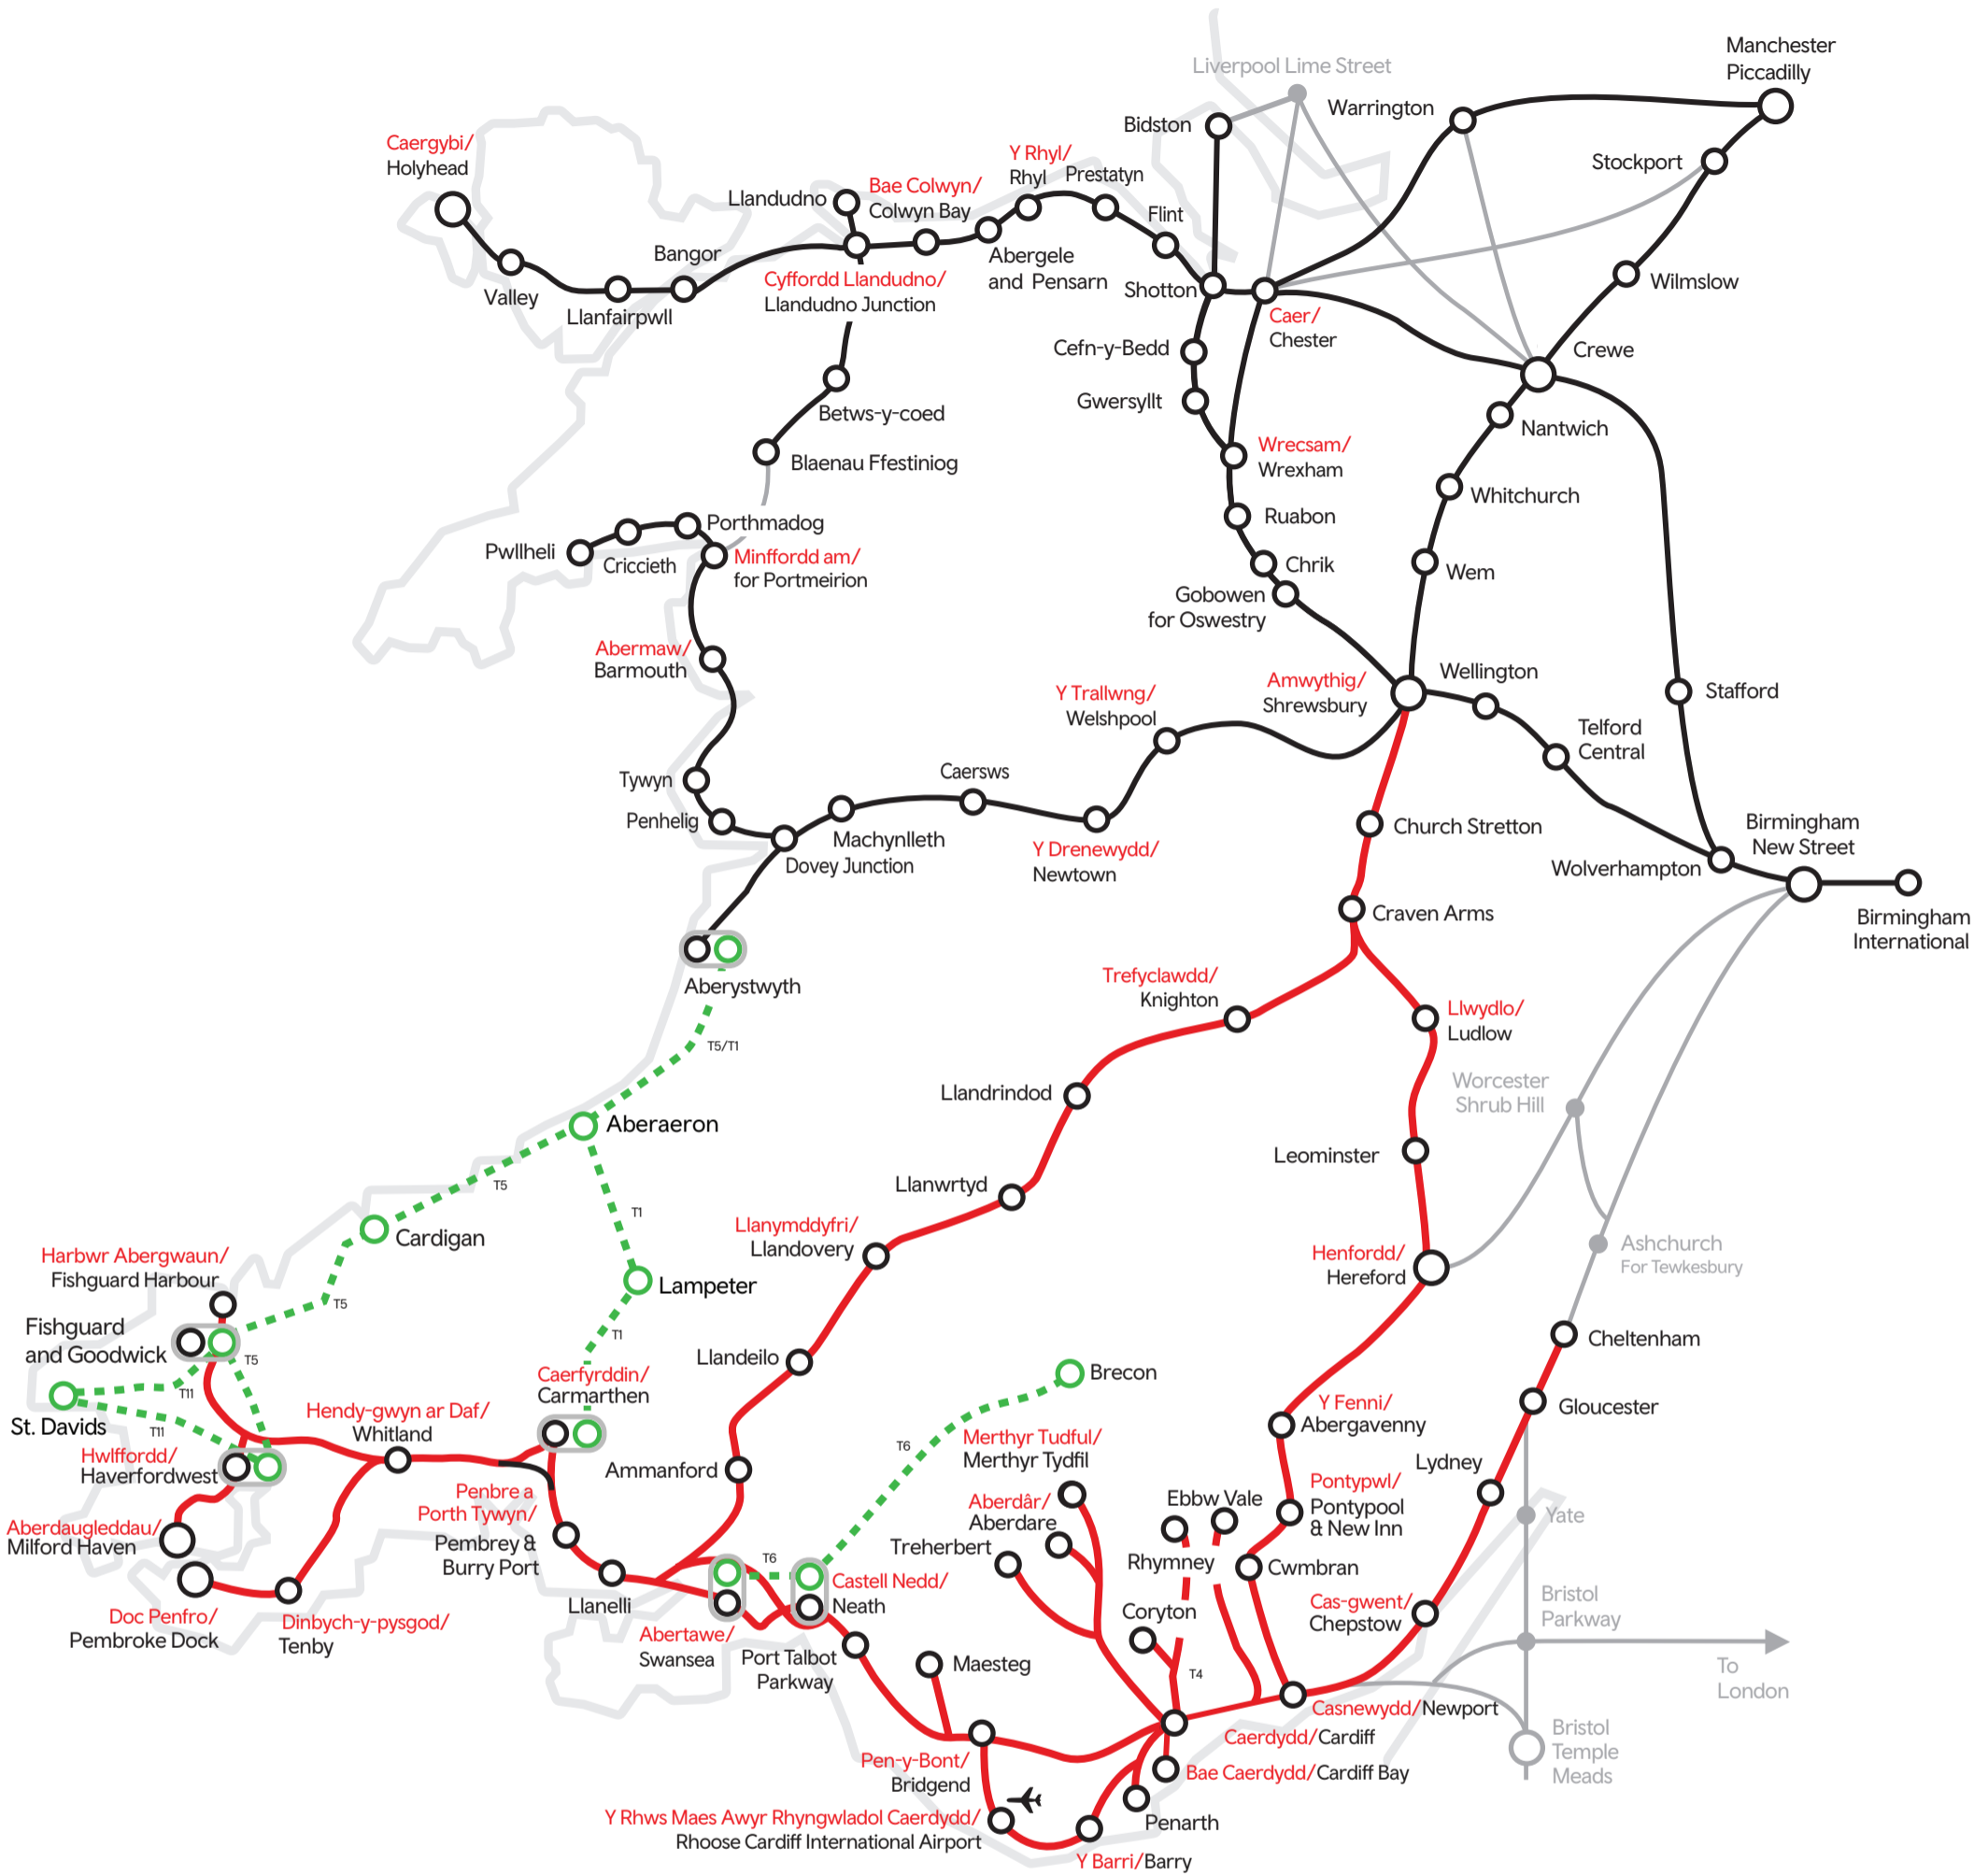 Manchester
Piccadilly
Liverpool Lime Street
Warrington
Bidston
Stockport
Caergybi/
Holyhead
Y Rhyl/
Rhyl
Prestatyn
Llandudno
Bae Colwyn/
Colwyn Bay
Flint
Bangor
Abergele
and Pensarn
Valley
Llanfairpwll
Cyffordd Llandudno/
Llandudno Junction
Shotton
Wilmslow
Caer/
Chester
Crewe
Cefn-y-Bedd
Gwersyllt
Betws-y-coed
Nantwich
Blaenau Ffestiniog
Wrecsam/
Wrexham
Whitchurch
Porthmadog
Ruabon
Pwllheli
Criccieth
Minffordd am/
for Portmeirion
Chrik
Wem
Gobowen
for Oswestry
Abermaw/
Barmouth
Wellington
Amwythig/
Shrewsbury
Y Trallwng/
Welshpool
Stafford
Telford
Central
Tywyn
Caersws
Penhelig
Machynlleth
Dovey Junction
Y Drenewydd/
Newtown
Church Stretton
Birmingham
New Street
Wolverhampton
Craven Arms
Birmingham
International
Aberystwyth
Trefyclawdd/
Knighton
Llwydlo/
Ludlow
T5/T1
Llandrindod
Worcester
Shrub Hill
Aberaeron
Leominster
T5
Llanwrtyd
T1
Cardigan
Llanymddyfri/
Llandovery
Henfordd/
Hereford
Ashchurch
For Tewkesbury
Harbwr Abergwaun/
Fishguard Harbour
Lampeter
T5
Fishguard
and Goodwick
T1
T5
Llandeilo
Cheltenham
Brecon
Caerfyrddin/
Carmarthen
T11
St. Davids
T11
Hendy-gwyn ar Daf/
Whitland
Y Fenni/
Abergavenny
Gloucester
T6
Merthyr Tudful/
Merthyr Tydfil
Hwlffordd/
Haverfordwest
Ammanford
Lydney
Penbre a
Porth Tywyn/
Pembrey &
Burry Port
Aberdâr/
Aberdare
Ebbw Vale
Pontypwl/
Pontypool
& New Inn
Yate
Aberdaugleddau/
Milford Haven
Treherbert
Rhymney
Cwmbran
T6
Castell Nedd/
Neath
Bristol
Parkway
Doc Penfro/
Pembroke Dock
Dinbych-y-pysgod/
Tenby
Llanelli
Coryton
Cas-gwent/
Chepstow
Abertawe/
Swansea
Port Talbot
Parkway
Maesteg
T4
To
London
Casnewydd/Newport
Caerdydd/Cardiff
Bristol
Temple
Meads
Pen-y-Bont/
Bridgend
Bae Caerdydd/Cardiff Bay
Y Rhws Maes Awyr Rhyngwladol Caerdydd/
Rhoose Cardiff International Airport
Penarth
Y Barri/Barry